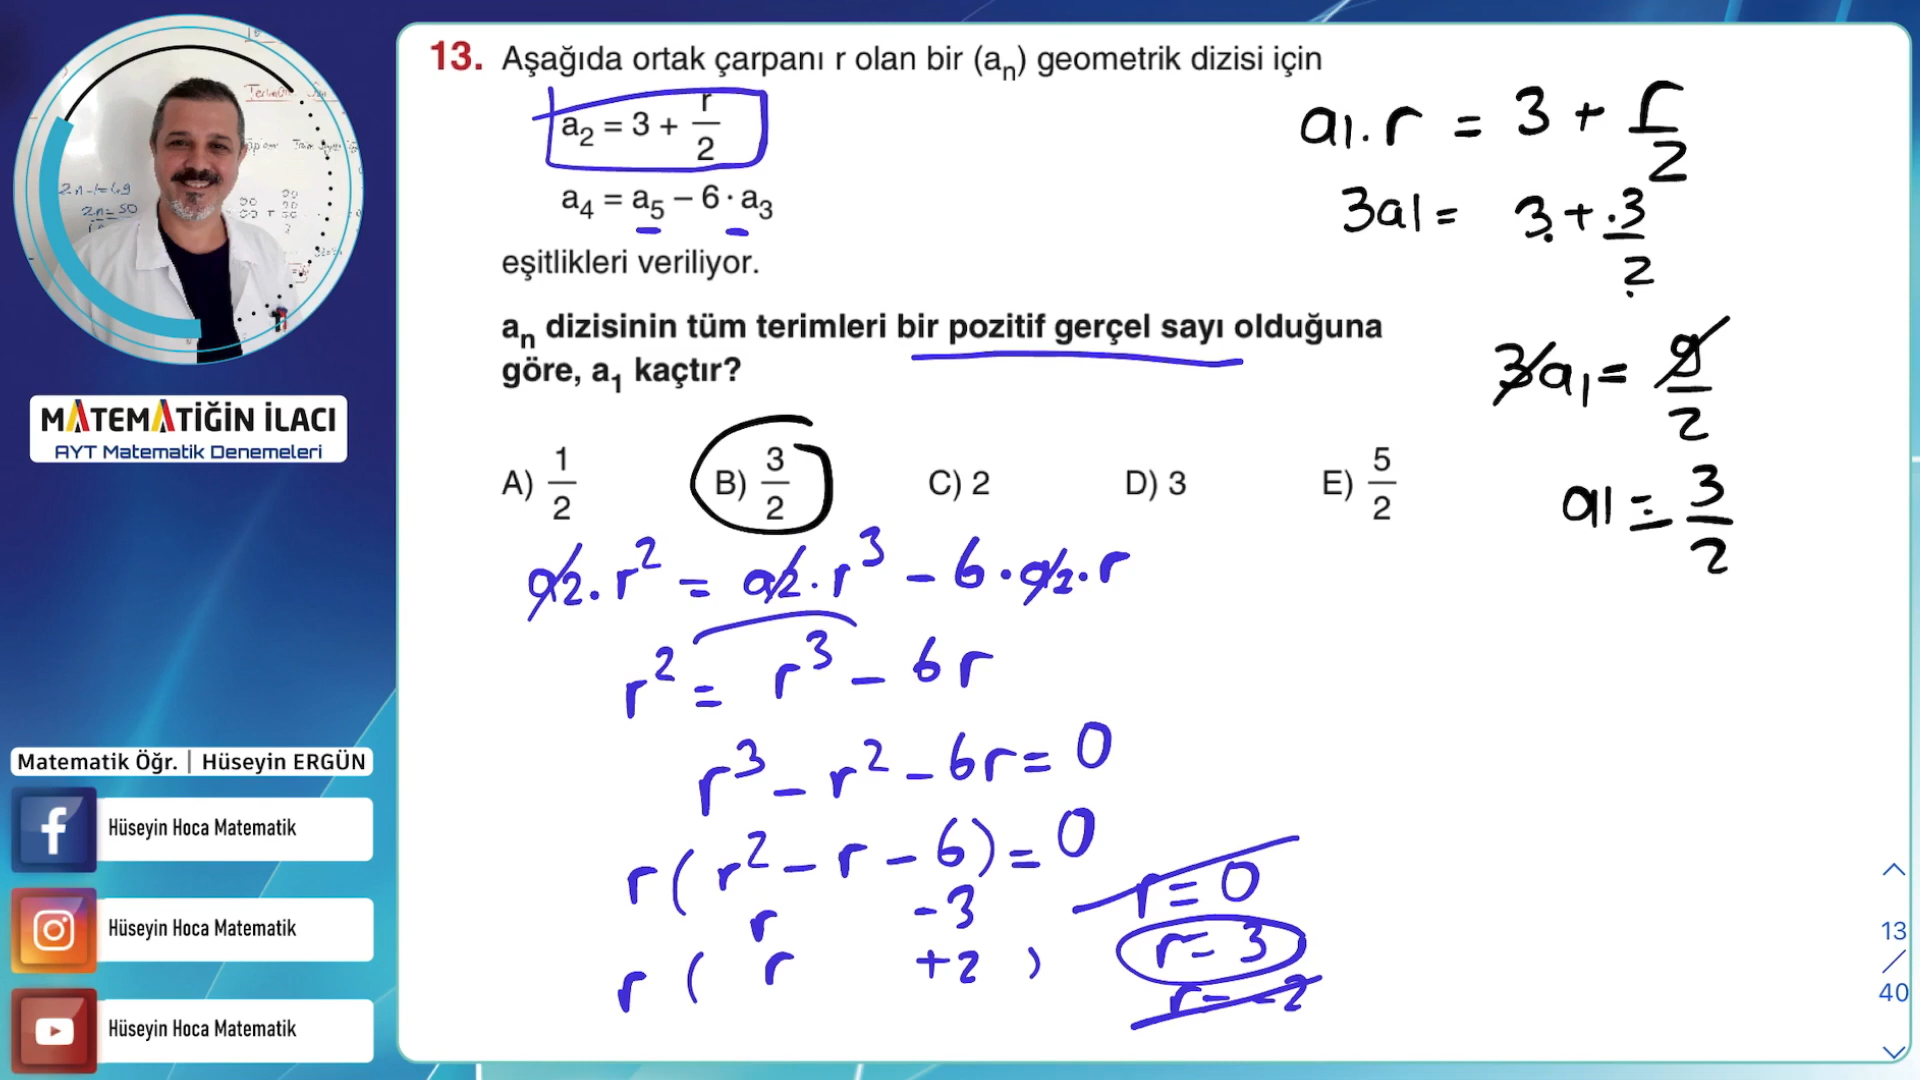 13. Aşağıda ortak çarpanı r olan bir (aₙ) geometrik dizisi için
a₂ = 3 + r/2
a₄ = a₅ − 6 · a₃
eşitlikleri veriliyor.
aₙ dizisinin tüm terimleri bir pozitif gerçel sayı olduğuna
göre, a₁ kaçtır?
A) 1/2 B) 3/2 C) 2 D) 3 E) 5/2
a2 . r² = a2 . r³ − 6 . a2 . r
r² = r³ − 6r
r³ − r² − 6r = 0
r ( r² − r − 6) = 0
r −3
r ( r +2 )
r = 0
r = 3
r = −2
a1 . r = 3 + r/2
3a1 = 3 + 3/2
3a₁ = 9/2
a1 = 3/2
MATEMATİĞİN İLACI
AYT Matematik Denemeleri
Matematik Öğr. | Hüseyin ERGÜN
Hüseyin Hoca Matematik
Hüseyin Hoca Matematik
Hüseyin Hoca Matematik
13
/
40